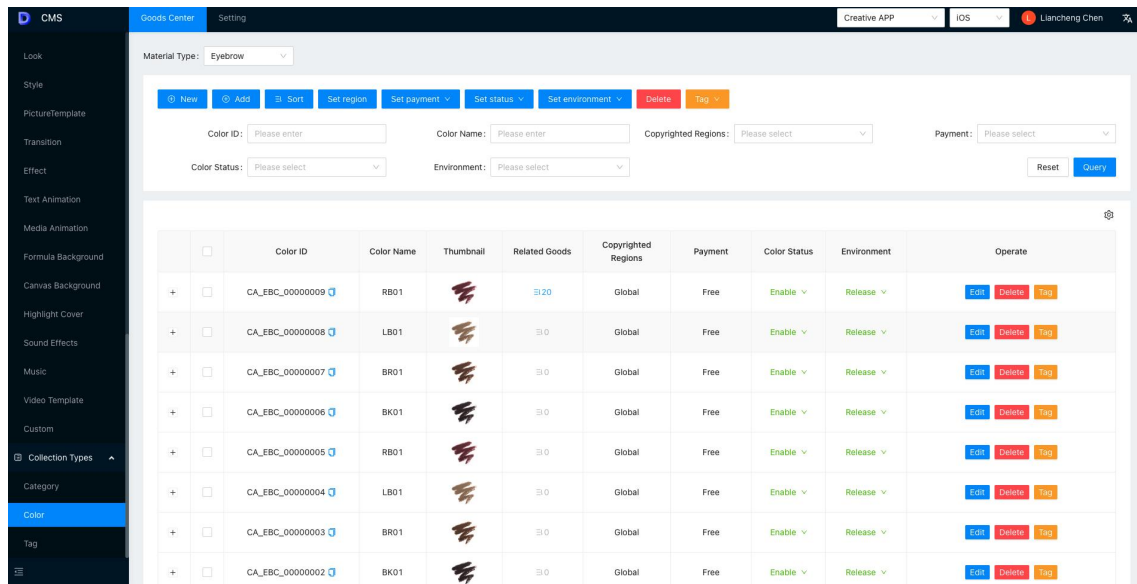 CMS
Goods Center
Setting
Creative APP
iOS
L
Liancheng Chen
Look
Style
PictureTemplate
Transition
Effect
Text Animation
Media Animation
Formula Background
Canvas Background
Highlight Cover
Sound Effects
Music
Video Template
Custom
Collection Types
Category
Color
Tag
Material Type: Eyebrow
New Add Sort Set region Set payment Set status Set environment Delete Tag
Color ID: Please enter Color Name: Please enter Copyrighted Regions: Please select Payment: Please select
Color Status: Please select Environment: Please select Reset Query
Color ID Color Name Thumbnail Related Goods Copyrighted Regions Payment Color Status Environment Operate
+ CA_EBC_00000009 RB01 20 Global Free Enable Release Edit Delete Tag
+ CA_EBC_00000008 LB01 0 Global Free Enable Release Edit Delete Tag
+ CA_EBC_00000007 BR01 0 Global Free Enable Release Edit Delete Tag
+ CA_EBC_00000006 BK01 0 Global Free Enable Release Edit Delete Tag
+ CA_EBC_00000005 RB01 0 Global Free Enable Release Edit Delete Tag
+ CA_EBC_00000004 LB01 0 Global Free Enable Release Edit Delete Tag
+ CA_EBC_00000003 BR01 0 Global Free Enable Release Edit Delete Tag
+ CA_EBC_00000002 BK01 0 Global Free Enable Release Edit Delete Tag